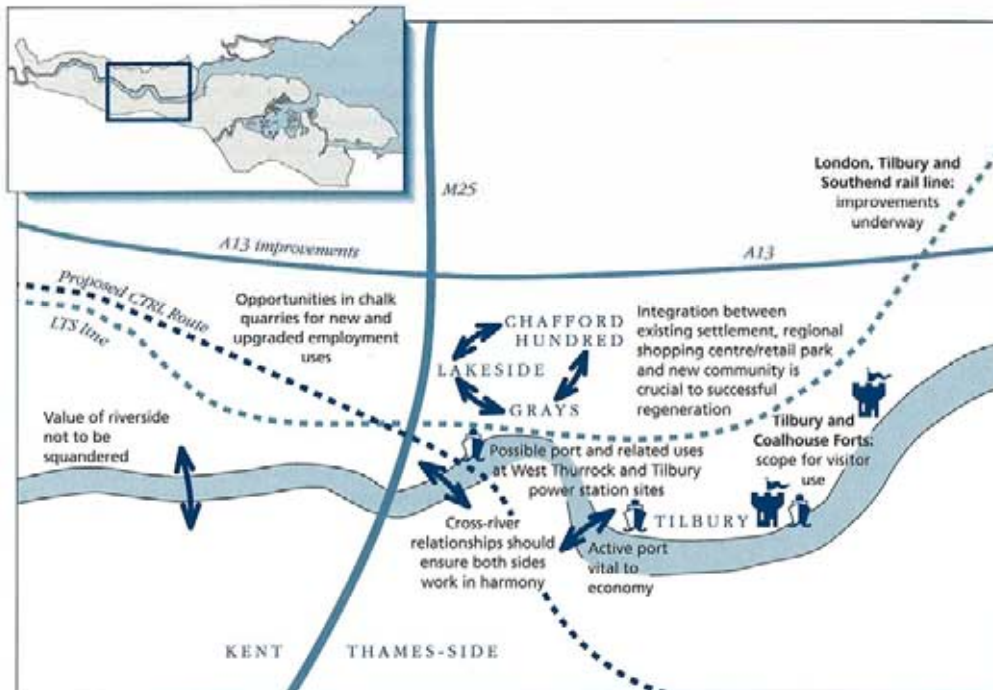 M25
London, Tilbury and
Southend rail line:
improvements
underway
A13 improvements
A13
Proposed CTRL Route
LTS line
Opportunities in chalk
quarries for new and
upgraded employment
uses
CHAFFORD
HUNDRED
LAKESIDE
GRAYS
Integration between
existing settlement, regional
shopping centre/retail park
and new community is
crucial to successful
regeneration
Value of riverside
not to be
squandered
Possible port and related uses
at West Thurrock and Tilbury
power station sites
Tilbury and
Coalhouse Forts:
scope for visitor
use
Cross-river
relationships should
ensure both sides
work in harmony
TILBURY
Active port
vital to
economy
KENT THAMES-SIDE